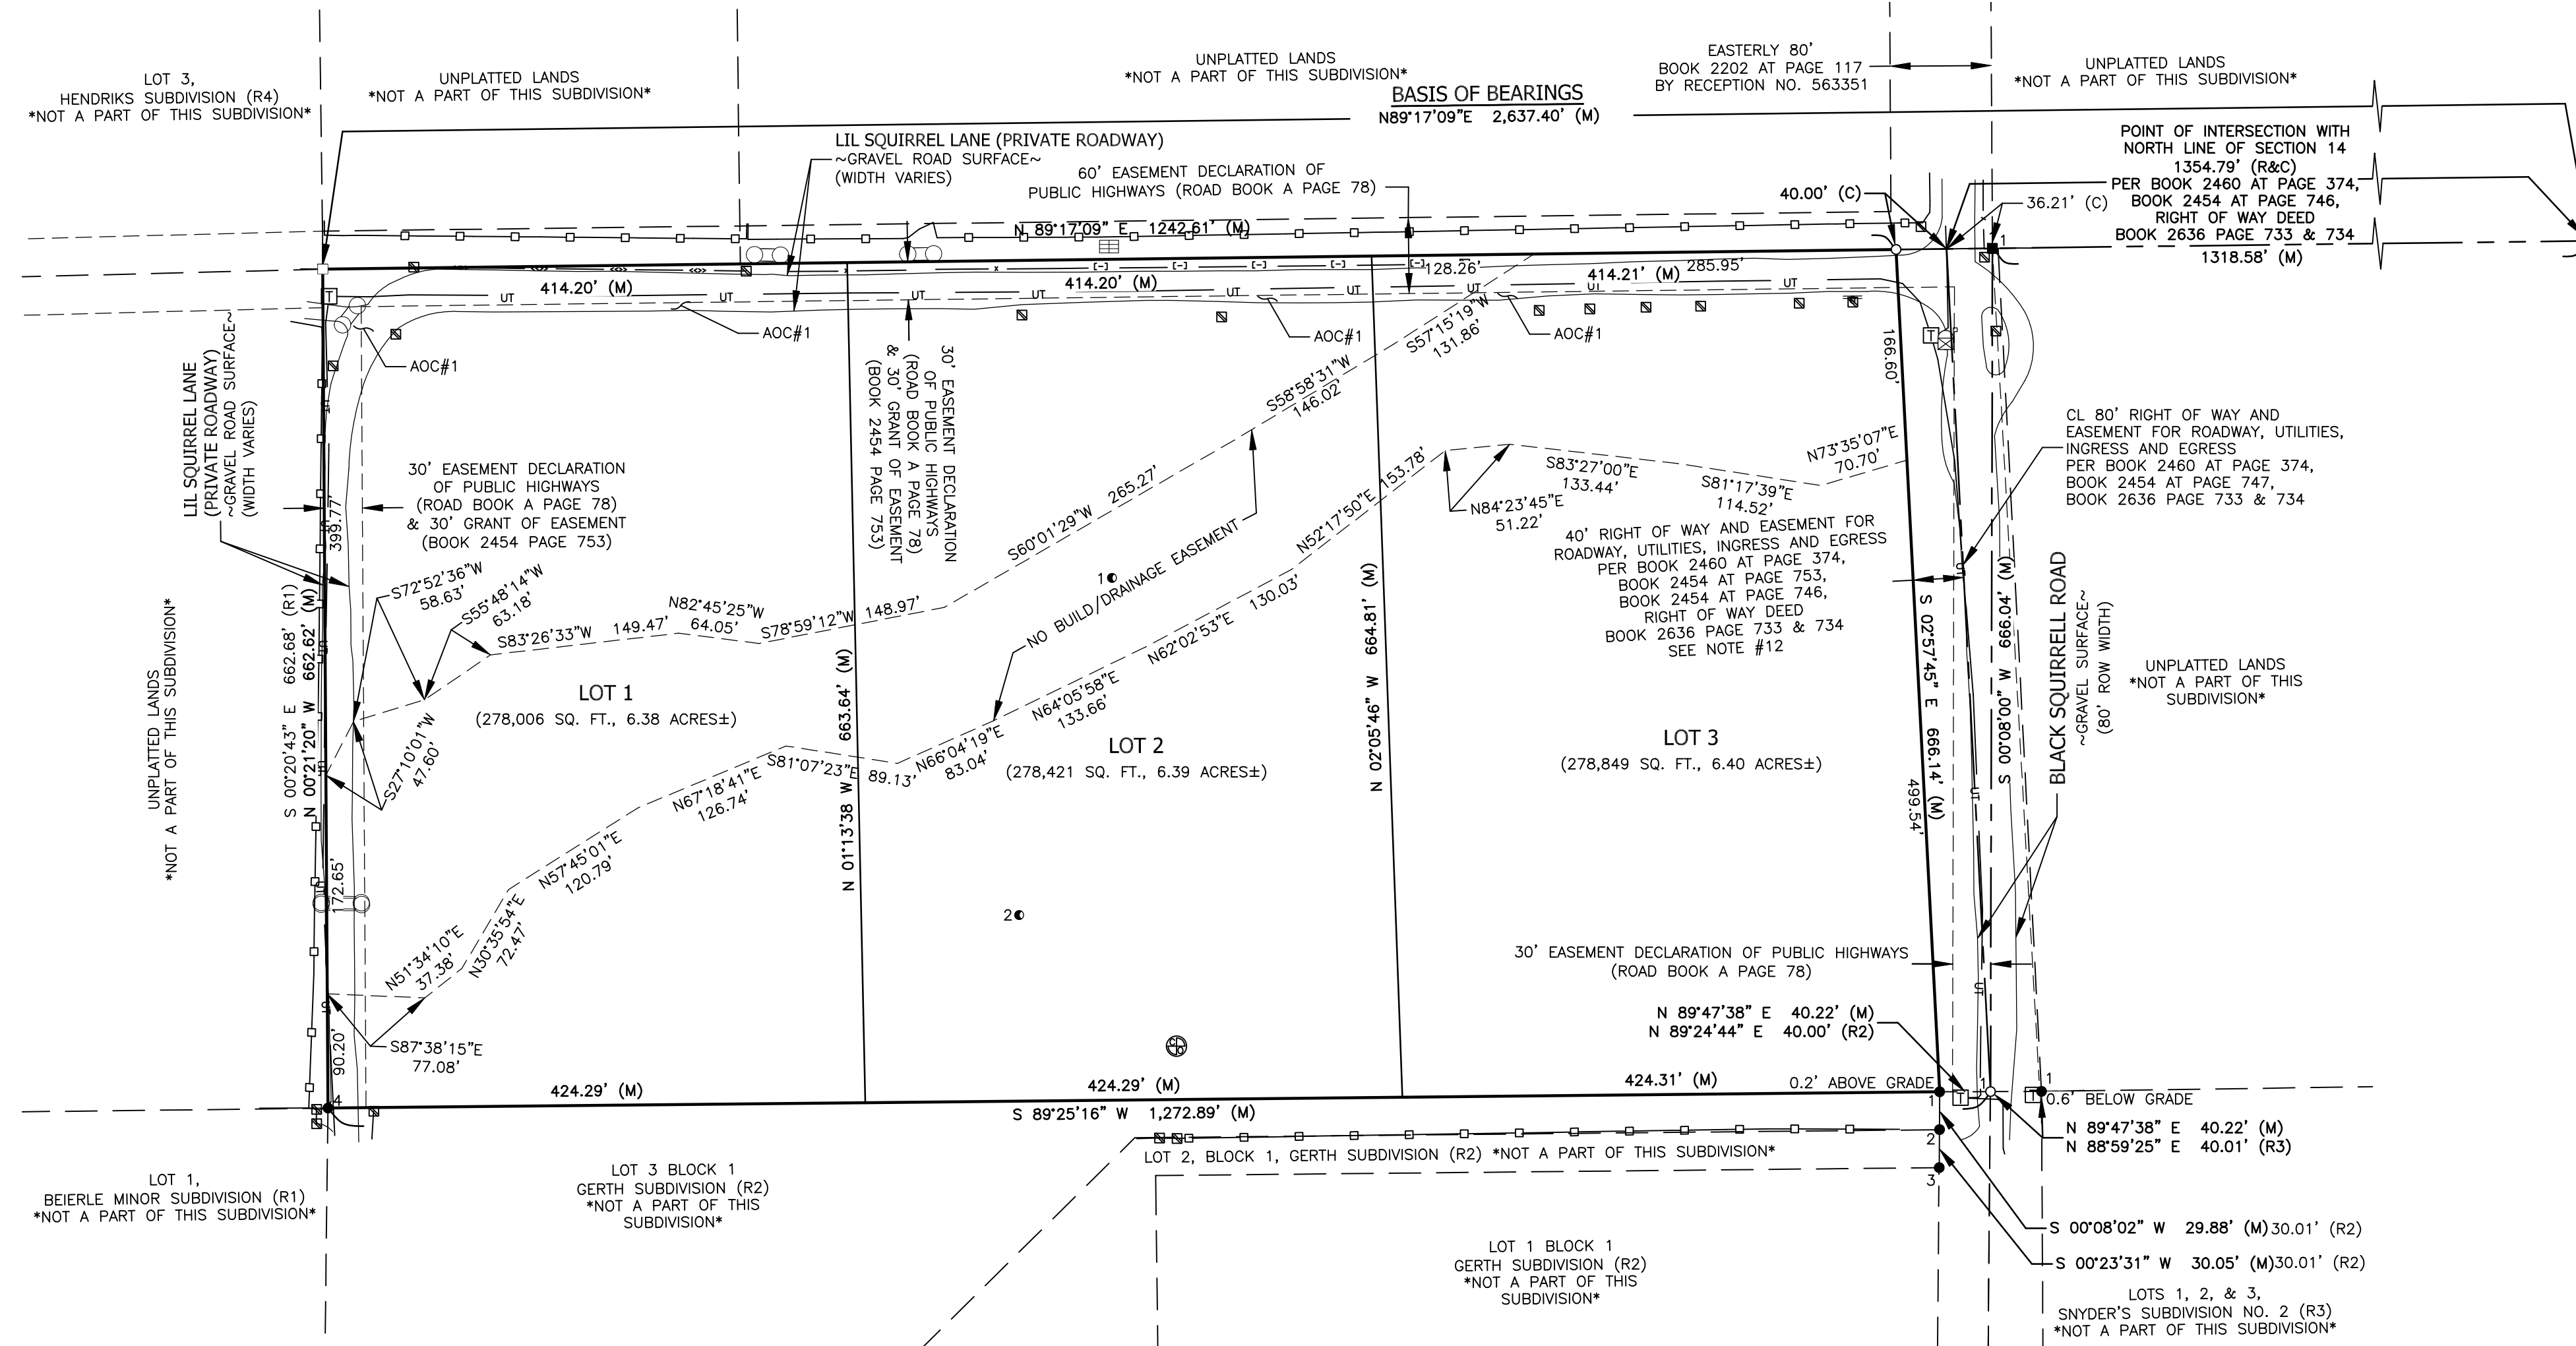 LOT 3,
HENDRIKS SUBDIVISION (R4)
*NOT A PART OF THIS SUBDIVISION*
UNPLATTED LANDS
*NOT A PART OF THIS SUBDIVISION*
UNPLATTED LANDS
*NOT A PART OF THIS SUBDIVISION*
EASTERLY 80'
BOOK 2202 AT PAGE 117
BY RECEPTION NO. 563351
UNPLATTED LANDS
*NOT A PART OF THIS SUBDIVISION*
BASIS OF BEARINGS
N89°17'09"E 2,637.40' (M)
POINT OF INTERSECTION WITH
NORTH LINE OF SECTION 14
1354.79' (R&C)
PER BOOK 2460 AT PAGE 374,
BOOK 2454 AT PAGE 746,
RIGHT OF WAY DEED
BOOK 2636 PAGE 733 & 734
1318.58' (M)
LIL SQUIRREL LANE (PRIVATE ROADWAY)
~GRAVEL ROAD SURFACE~
(WIDTH VARIES)
60' EASEMENT DECLARATION OF
PUBLIC HIGHWAYS (ROAD BOOK A PAGE 78)
40.00' (C)
36.21' (C)
1
N 89°17'09" E 1242.61' (M)
414.20' (M)
414.20' (M)
128.26'
414.21' (M)
285.95'
T
UT
UT
UT
UT
UT
UT
UT
UT
UT
AOC#1
AOC#1
AOC#1
AOC#1
T
LIL SQUIRREL LANE
(PRIVATE ROADWAY)
~GRAVEL ROAD SURFACE~
(WIDTH VARIES)
30' EASEMENT DECLARATION
OF PUBLIC HIGHWAYS
(ROAD BOOK A PAGE 78)
& 30' GRANT OF EASEMENT
(BOOK 2454 PAGE 753)
30' EASEMENT DECLARATION
OF PUBLIC HIGHWAYS
(ROAD BOOK A PAGE 78)
& 30' GRANT OF EASEMENT
(BOOK 2454 PAGE 753)
S57°15'19"W
131.86'
S58°58'31"W
146.02'
S60°01'29"W 265.27'
S78°59'12"W 148.97'
N82°45'25"W
64.05'
S83°26'33"W 149.47'
S55°48'14"W
63.18'
S72°52'36"W
58.63'
S27°10'01"W
47.60'
399.77'
172.65'
90.20'
S 00°20'43" E 662.68' (R1)
N 00°21'20" W 662.62' (M)
UNPLATTED LANDS
*NOT A PART OF THIS SUBDIVISION*
NO BUILD/DRAINAGE EASEMENT
1
2
LOT 1
(278,006 SQ. FT., 6.38 ACRES±)
LOT 2
(278,421 SQ. FT., 6.39 ACRES±)
LOT 3
(278,849 SQ. FT., 6.40 ACRES±)
N 01°13'38" W 663.64' (M)
N 02°05'46" W 664.81' (M)
S87°38'15"E
77.08'
N51°34'10"E
37.38'
N30°35'54"E
72.47'
N57°45'01"E
120.79'
N67°18'41"E
126.74'
S81°07'23"E 89.13'
N66°04'19"E
83.04'
N64°05'58"E
133.66'
N62°02'53"E 130.03'
N52°17'50"E 153.78'
N84°23'45"E
51.22'
S83°27'00"E
133.44'
S81°17'39"E
114.52'
N73°35'07"E
70.70'
40' RIGHT OF WAY AND EASEMENT FOR
ROADWAY, UTILITIES, INGRESS AND EGRESS
PER BOOK 2460 AT PAGE 374,
BOOK 2454 AT PAGE 753,
BOOK 2454 AT PAGE 746,
RIGHT OF WAY DEED
BOOK 2636 PAGE 733 & 734
SEE NOTE #12
166.60'
499.54'
S 02°57'45" E 666.14' (M)
UT
UT
UT
S 00°08'00" W 666.04' (M)
CL 80' RIGHT OF WAY AND
EASEMENT FOR ROADWAY, UTILITIES,
INGRESS AND EGRESS
PER BOOK 2460 AT PAGE 374,
BOOK 2454 AT PAGE 747,
BOOK 2636 PAGE 733 & 734
BLACK SQUIRRELL ROAD
~GRAVEL SURFACE~
(80' ROW WIDTH)
UNPLATTED LANDS
*NOT A PART OF THIS
SUBDIVISION*
30' EASEMENT DECLARATION OF PUBLIC HIGHWAYS
(ROAD BOOK A PAGE 78)
N 89°47'38" E 40.22' (M)
N 89°24'44" E 40.00' (R2)
4
424.29' (M)
424.29' (M)
424.31' (M)
0.2' ABOVE GRADE
1
T
1
T
1
0.6' BELOW GRADE
S 89°25'16" W 1,272.89' (M)
N 89°47'38" E 40.22' (M)
N 88°59'25" E 40.01' (R3)
2
3
LOT 2, BLOCK 1, GERTH SUBDIVISION (R2) *NOT A PART OF THIS SUBDIVISION*
LOT 1,
BEIERLE MINOR SUBDIVISION (R1)
*NOT A PART OF THIS SUBDIVISION*
LOT 3 BLOCK 1
GERTH SUBDIVISION (R2)
*NOT A PART OF THIS
SUBDIVISION*
LOT 1 BLOCK 1
GERTH SUBDIVISION (R2)
*NOT A PART OF THIS
SUBDIVISION*
S 00°08'02" W 29.88' (M)30.01' (R2)
S 00°23'31" W 30.05' (M)30.01' (R2)
LOTS 1, 2, & 3,
SNYDER'S SUBDIVISION NO. 2 (R3)
*NOT A PART OF THIS SUBDIVISION*